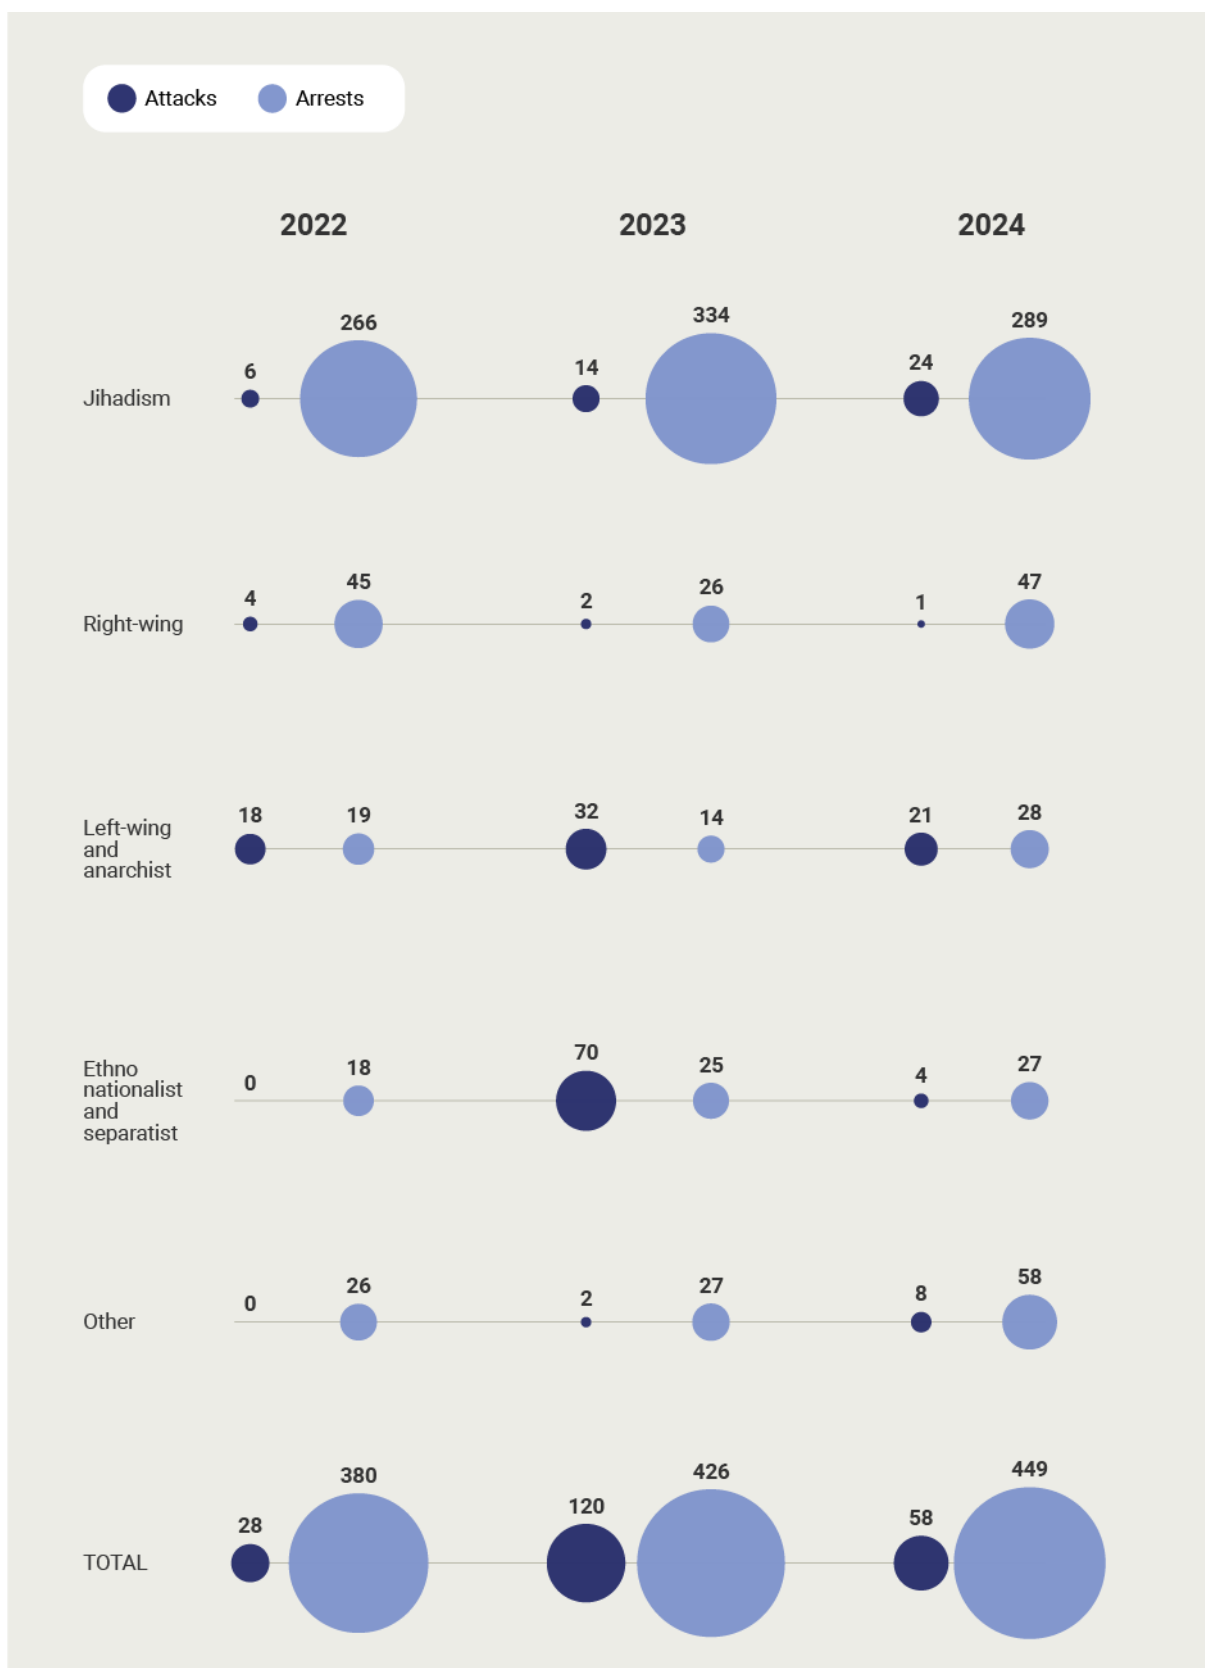 Attacks Arrests
2022 2023 2024
266 334 289
6 14 24
Jihadism
45 26 47
4 2 1
Right-wing
18 19 32 14 21 28
Left-wing
and
anarchist
70
18 25 4 27
0
Ethno
nationalist
and
separatist
26 27 58
0 2 8
Other
380 426 449
28 120 58
TOTAL